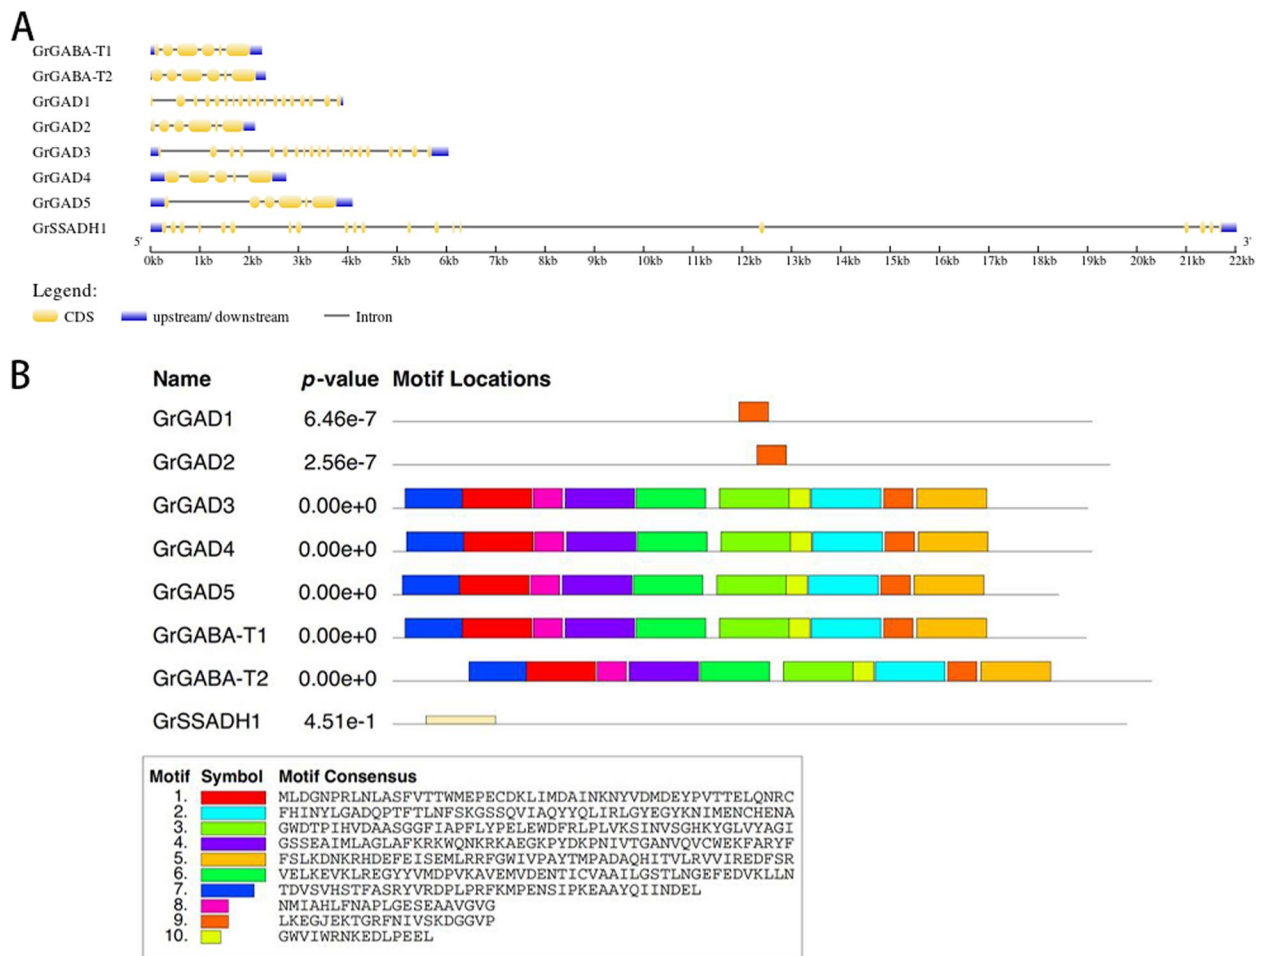 A
GrGABA-T1
GrGABA-T2
GrGAD1
GrGAD2
GrGAD3
GrGAD4
GrGAD5
GrSSADH1
5' 3'
0kb 1kb 2kb 3kb 4kb 5kb 6kb 7kb 8kb 9kb 10kb 11kb 12kb 13kb 14kb 15kb 16kb 17kb 18kb 19kb 20kb 21kb 22kb
Legend:
CDS upstream/ downstream Intron
B
Name p-value Motif Locations
GrGAD1 6.46e-7
GrGAD2 2.56e-7
GrGAD3 0.00e+0
GrGAD4 0.00e+0
GrGAD5 0.00e+0
GrGABA-T1 0.00e+0
GrGABA-T2 0.00e+0
GrSSADH1 4.51e-1
Motif Symbol Motif Consensus
1. MLDGNPRLNLASFVTTWMEPECDKLIMDAINKNYVDMDEYPVTTELQNRC
2. FHINYLGADQPTFTLNFSKGSSQVIAQYYQLIRLGYEGYKNIMENCHENA
3. GWDTPIHVDAASGGFIAPFLYPELEWDFRLPLVKSINVSGHKYGLVYAGI
4. GSSEAIMLAGLAFKRKWQNKRKAEGKPYDKPNIVTGANVQVCWEKFARYF
5. FSLKDNKRHDEFEISEMLRRFGWIVPAYTMPADAQHITVLRVVIREDFSR
6. VELKEVKLREGYYVMDPVKAVEMVDENTICVAAILGSTLNGEFEDVKLLN
7. TDVSVHSTFASRYVRDPLPRFKMPENSIPKEAAYQIINDEL
8. NMIAHLFNAPLGESEAAVGVG
9. LKEGJEKTGRFNIVSKDGGVP
10. GWVIWRNKEDLPEEL